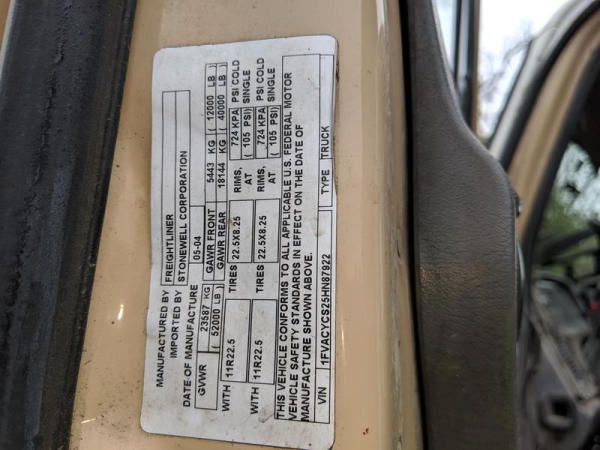 MANUFACTURED BY FREIGHTLINER
IMPORTED BY STONEWELL CORPORATION
DATE OF MANUFACTURE 05-04
GVWR 23587 KG GAWR FRONT 5443 KG ( 12000 LB )
( 52000 LB ) GAWR REAR 18144 KG ( 40000 LB )
WITH 11R22.5 TIRES 22.5X8.25 RIMS, AT 724 KPA PSI COLD ( 105 PSI) SINGLE
WITH 11R22.5 TIRES 22.5X8.25 RIMS, AT 724 KPA PSI COLD ( 105 PSI) SINGLE
THIS VEHICLE CONFORMS TO ALL APPLICABLE U.S. FEDERAL MOTOR
VEHICLE SAFETY STANDARDS IN EFFECT ON THE DATE OF
MANUFACTURE SHOWN ABOVE.
VIN 1FVACYCS25HN87922 TYPE TRUCK